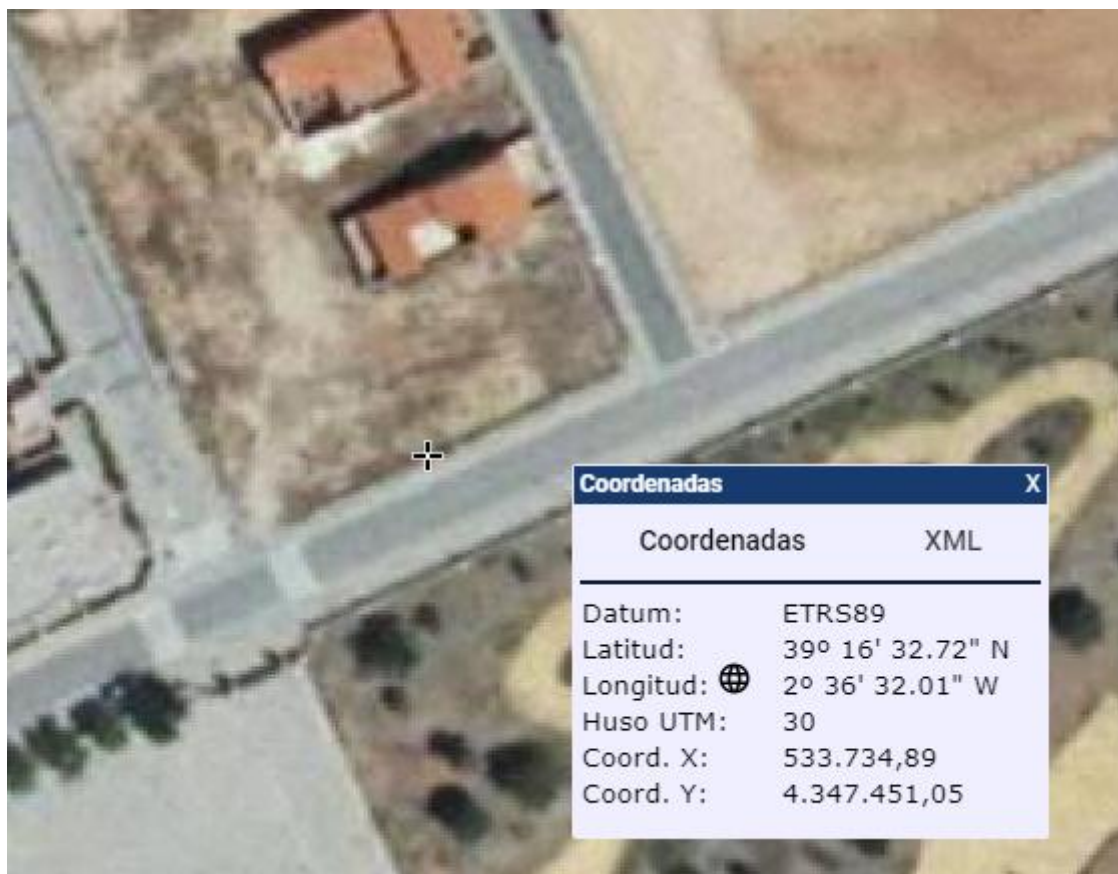 Coordenadas X
Coordenadas XML
Datum: ETRS89
Latitud: 39º 16' 32.72" N
Longitud: 2º 36' 32.01" W
Huso UTM: 30
Coord. X: 533.734,89
Coord. Y: 4.347.451,05